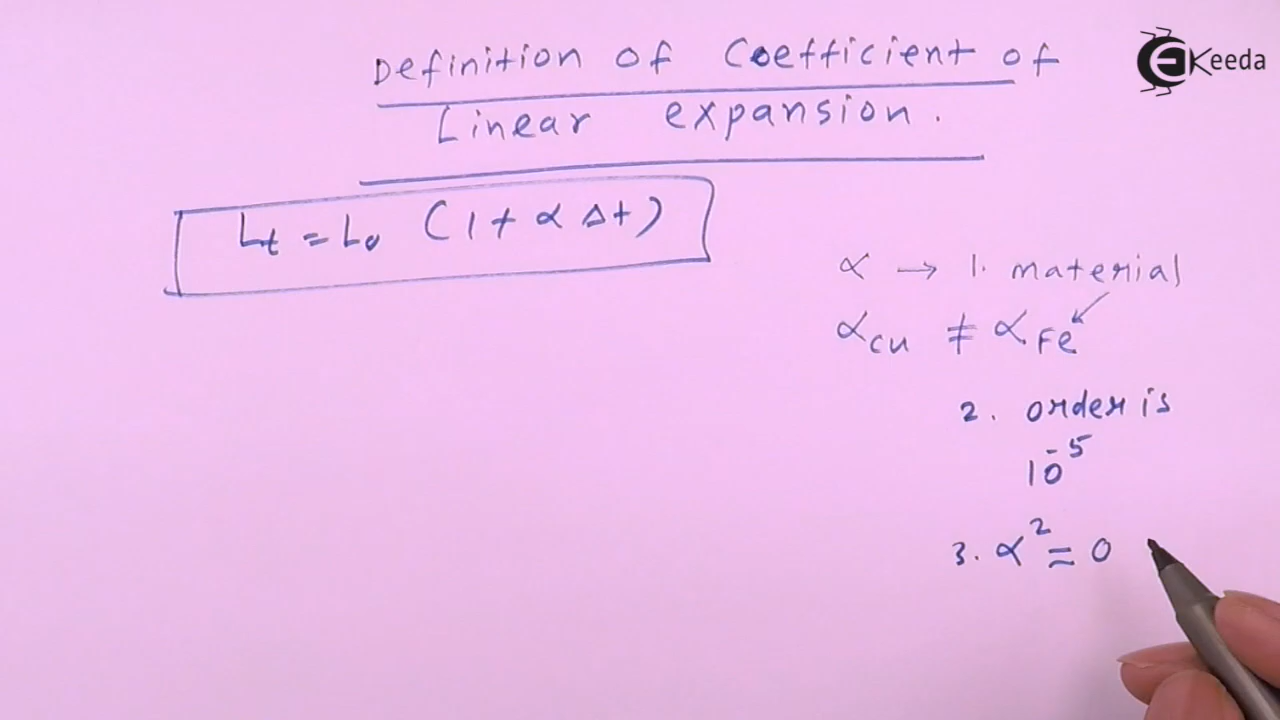 Definition of Coefficient of
Linear expansion.
Lt = L0 (1 + α Δt)
α → 1. material
αCu ≠ αFe
2. order is
10^-5
3. α² ≈ 0
EKeeda